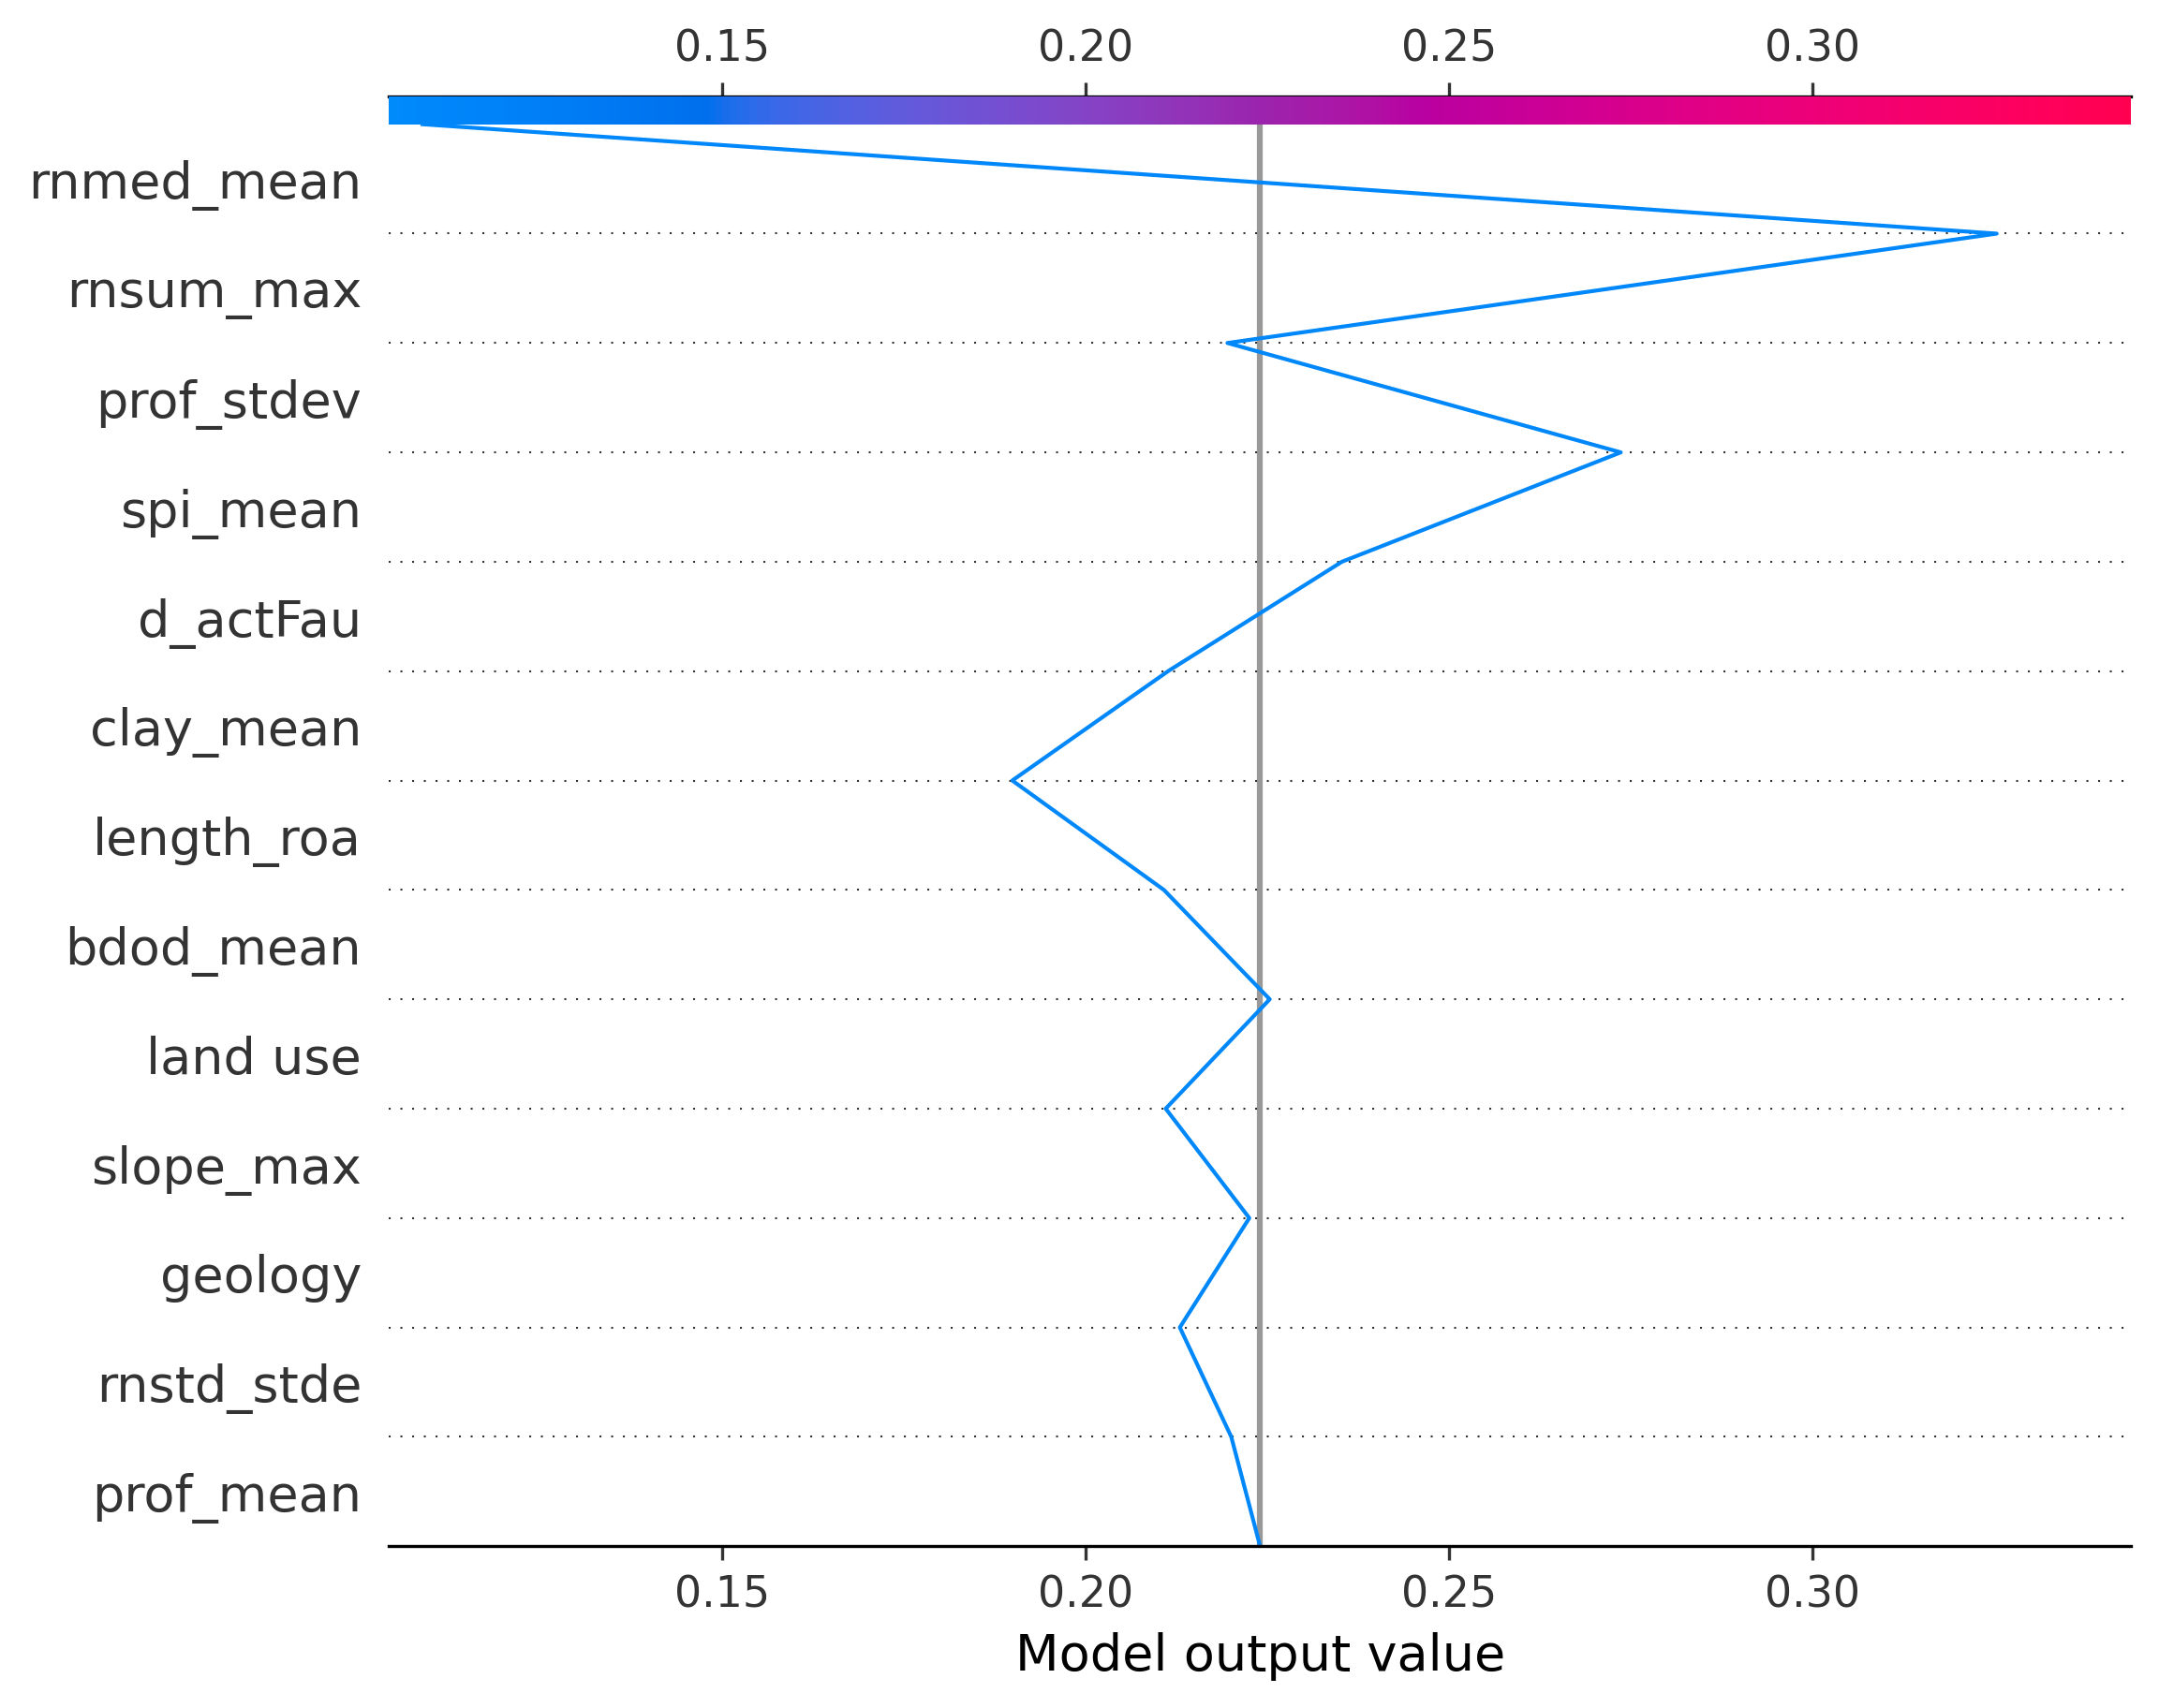 0.15 0.20 0.25 0.30
rnmed_mean
rnsum_max
prof_stdev
spi_mean
d_actFau
clay_mean
length_roa
bdod_mean
land use
slope_max
geology
rnstd_stde
prof_mean
0.15 0.20 0.25 0.30
Model output value